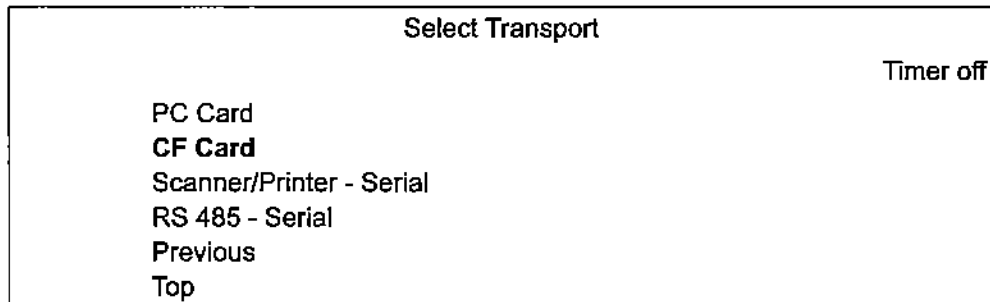 Select Transport
Timer off
PC Card
CF Card
Scanner/Printer - Serial
RS 485 - Serial
Previous
Top